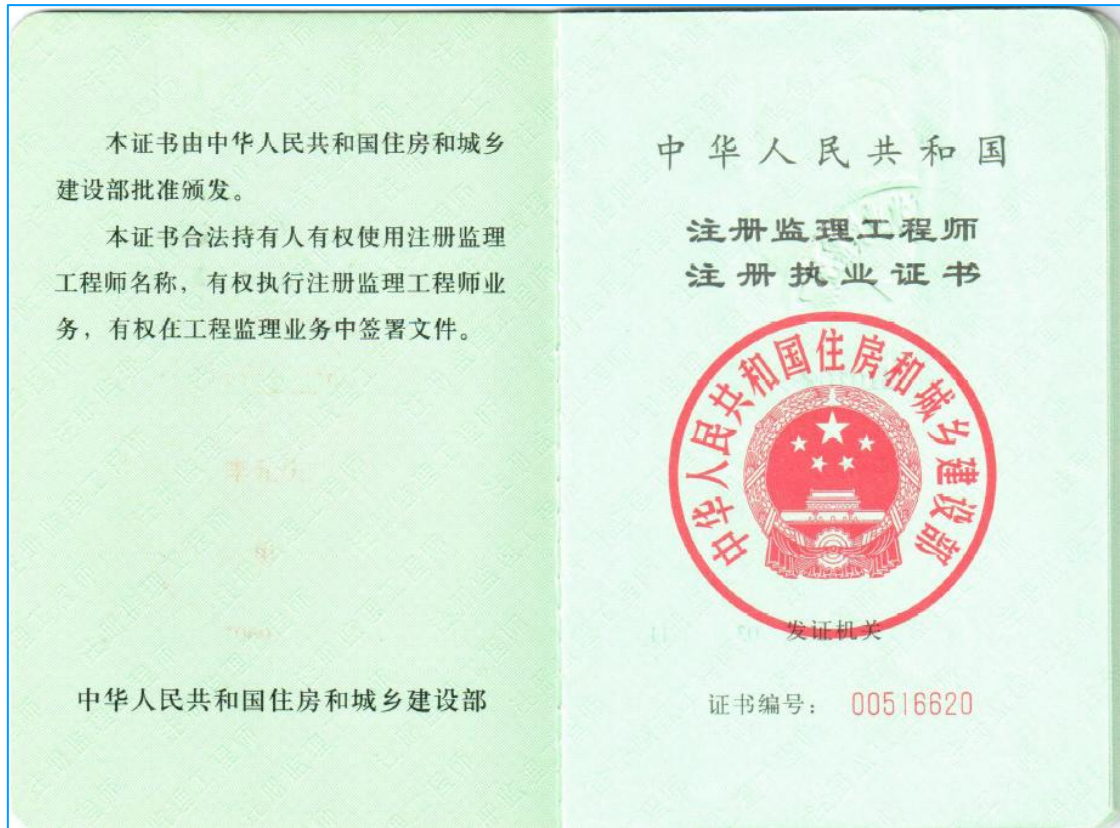 本证书由中华人民共和国住房和城乡
建设部批准颁发。
本证书合法持有人有权使用注册监理
工程师名称，有权执行注册监理工程师业
务，有权在工程监理业务中签署文件。
中华人民共和国住房和城乡建设部
中华人民共和国
注册监理工程师
注册执业证书
中华人民共和国住房和城乡建设部
发证机关
证书编号： 00516620